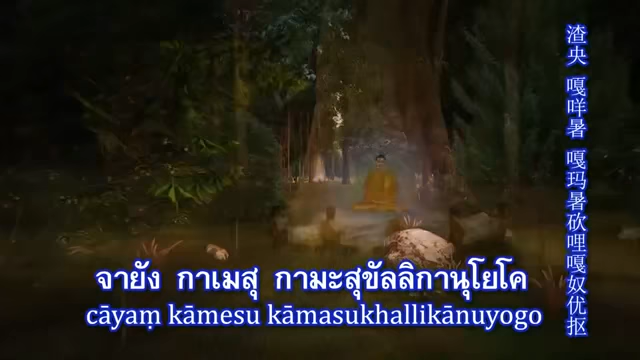 จายัง กาเมสุ กามะสุขัลลิกานุโยโค
cāyaṃ kāmesu kāmasukhallikānuyogo
渣央 嘎咩暑 嘎玛暑砍哩嘎奴优抠